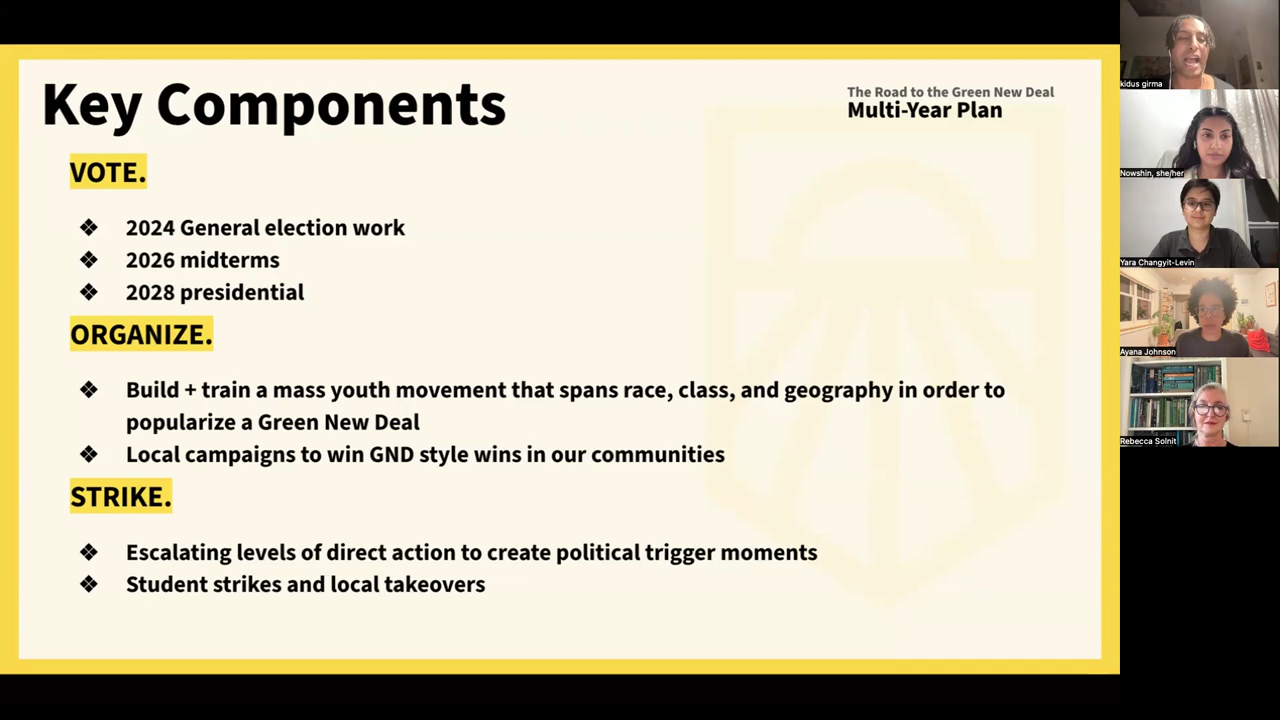 Key Components
The Road to the Green New Deal
Multi-Year Plan
VOTE.
❖ 2024 General election work
❖ 2026 midterms
❖ 2028 presidential
ORGANIZE.
❖ Build + train a mass youth movement that spans race, class, and geography in order to
popularize a Green New Deal
❖ Local campaigns to win GND style wins in our communities
STRIKE.
❖ Escalating levels of direct action to create political trigger moments
❖ Student strikes and local takeovers
kidus girma
Nowshin, she/her
Yara Changyit-Levin
Ayana Johnson
Rebecca Solnit